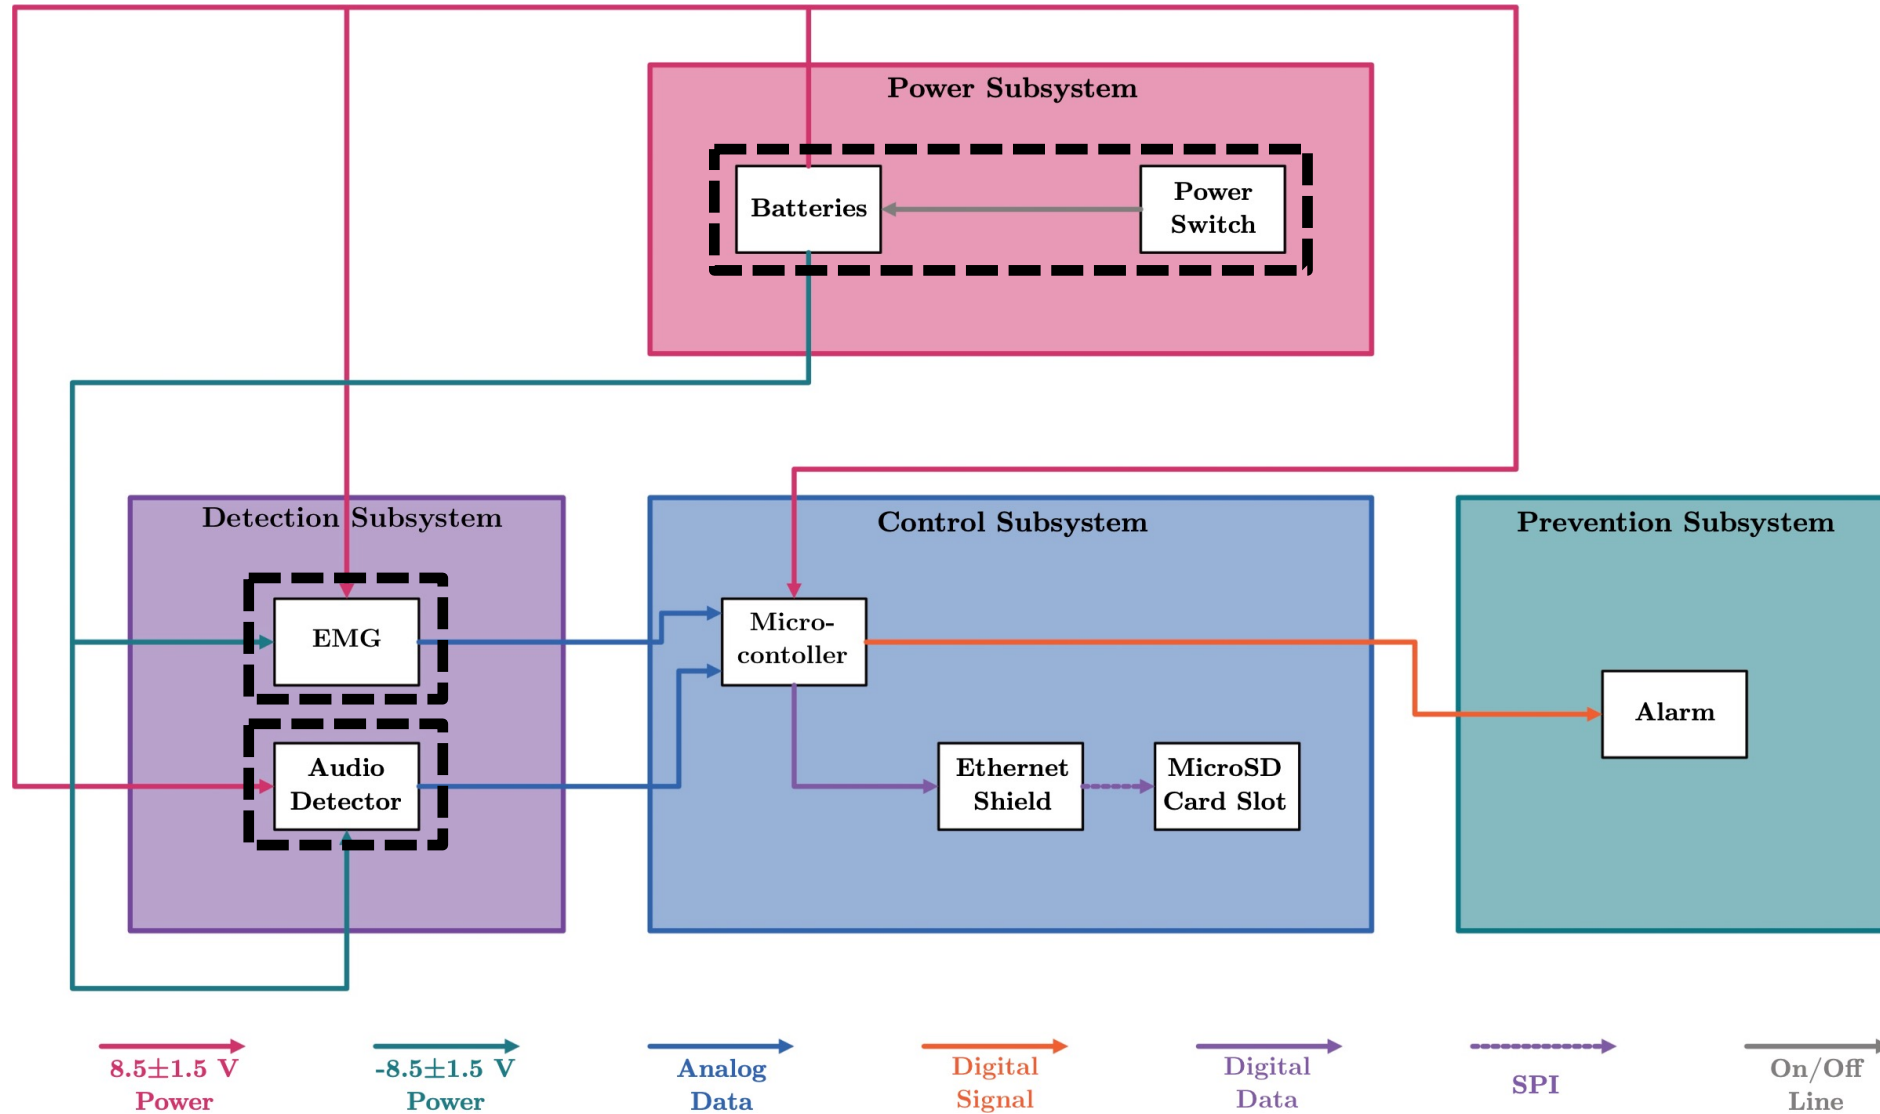 Power Subsystem
Batteries
Power
Switch
Detection Subsystem
EMG
Audio
Detector
Control Subsystem
Micro-
contoller
Ethernet
Shield
MicroSD
Card Slot
Prevention Subsystem
Alarm
8.5±1.5 V
Power
-8.5±1.5 V
Power
Analog
Data
Digital
Signal
Digital
Data
SPI
On/Off
Line